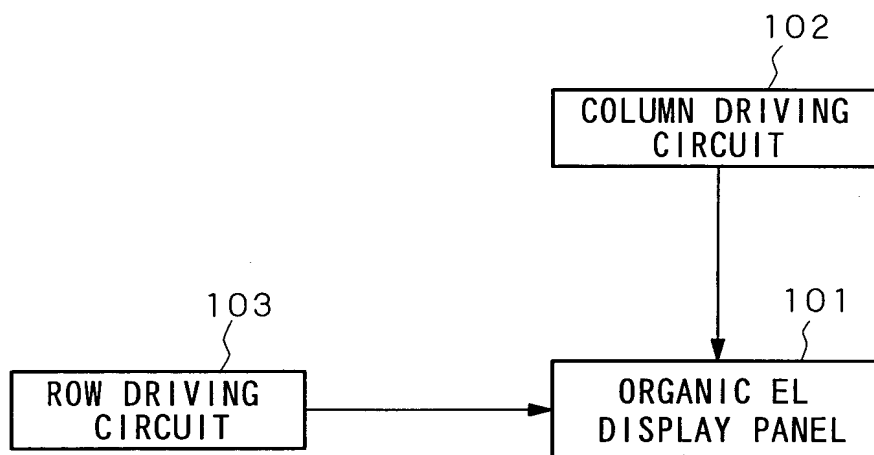 102
COLUMN DRIVING
CIRCUIT
103
101
ROW DRIVING
CIRCUIT
ORGANIC EL
DISPLAY PANEL